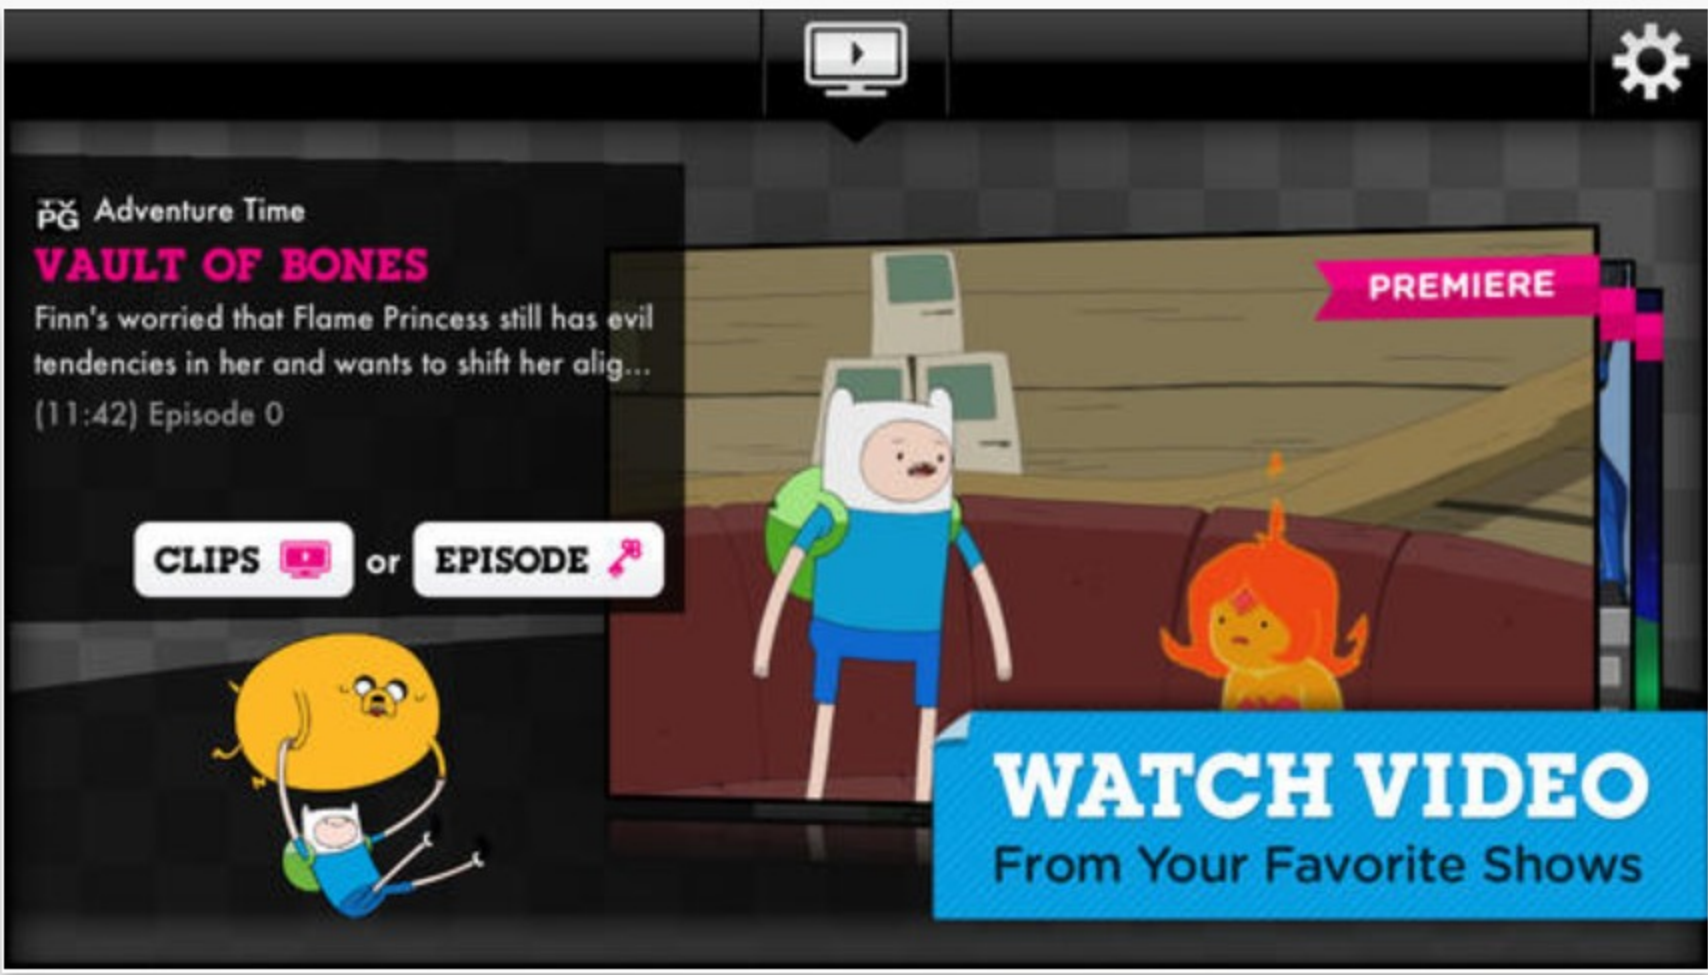 TV
PG Adventure Time
VAULT OF BONES
Finn's worried that Flame Princess still has evil
tendencies in her and wants to shift her alig...
(11:42) Episode 0
CLIPS or EPISODE
PREMIERE
WATCH VIDEO
From Your Favorite Shows